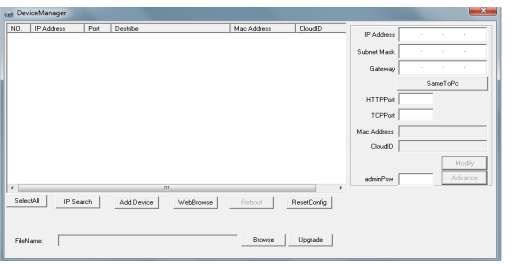 DeviceManager
NO. IP Address Port Destribe Mac Address CloudID
IP Address
Subnet Mask
Gateway
SameToPc
HTTPPort
TCPPort
Mac Address
CloudID
Modify
adminPsw Advance
SelectAll IP Search Add Device WebBrowse Reboot ResetConfig
FileName: Browse Upgrade